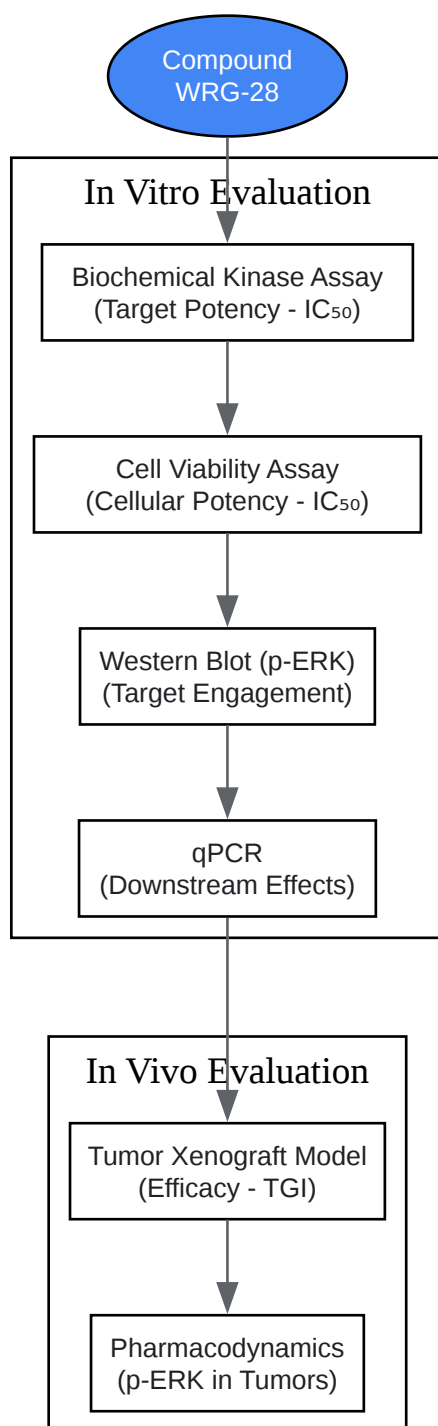 Compound
WRG-28
In Vitro Evaluation
Biochemical Kinase Assay
(Target Potency - IC₅₀)
Cell Viability Assay
(Cellular Potency - IC₅₀)
Western Blot (p-ERK)
(Target Engagement)
qPCR
(Downstream Effects)
In Vivo Evaluation
Tumor Xenograft Model
(Efficacy - TGI)
Pharmacodynamics
(p-ERK in Tumors)